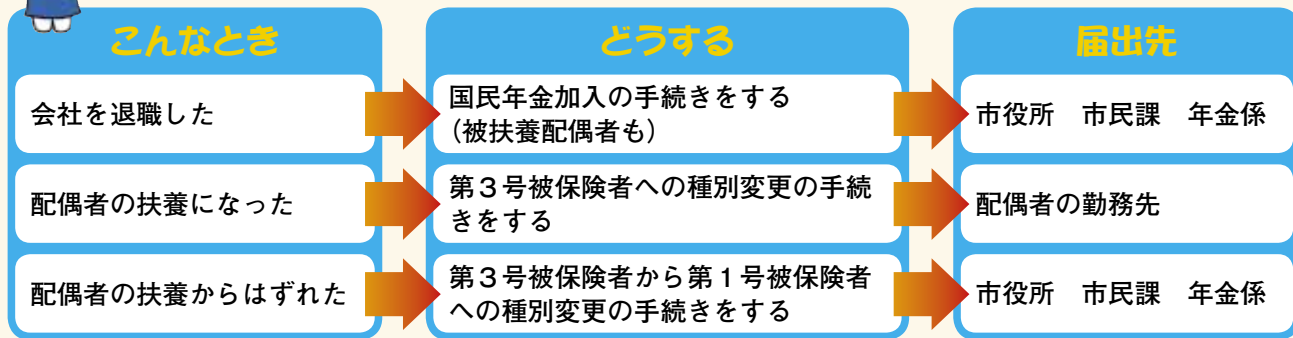 こんなとき
どうする
届出先
会社を退職した
国民年金加入の手続きをする
（被扶養配偶者も）
市役所　市民課　年金係
配偶者の扶養になった
第３号被保険者への種別変更の手続
きをする
配偶者の勤務先
配偶者の扶養からはずれた
第３号被保険者から第１号被保険者
への種別変更の手続きをする
市役所　市民課　年金係